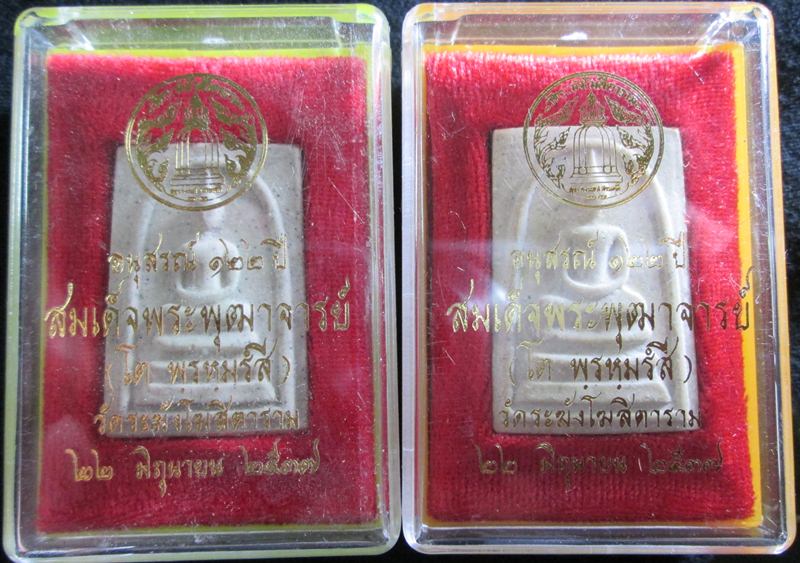 อนุสรณ์ ๑๒๒ ปี
สมเด็จพระพุฒาจารย์
(โต พฺรหฺมรํสี)
วัดระฆังโฆสิตาราม
๒๒ มิถุนายน ๒๕๓๗
อนุสรณ์ ๑๒๒ ปี
สมเด็จพระพุฒาจารย์
(โต พฺรหฺมรํสี)
วัดระฆังโฆสิตาราม
๒๒ มิถุนายน ๒๕๓๗